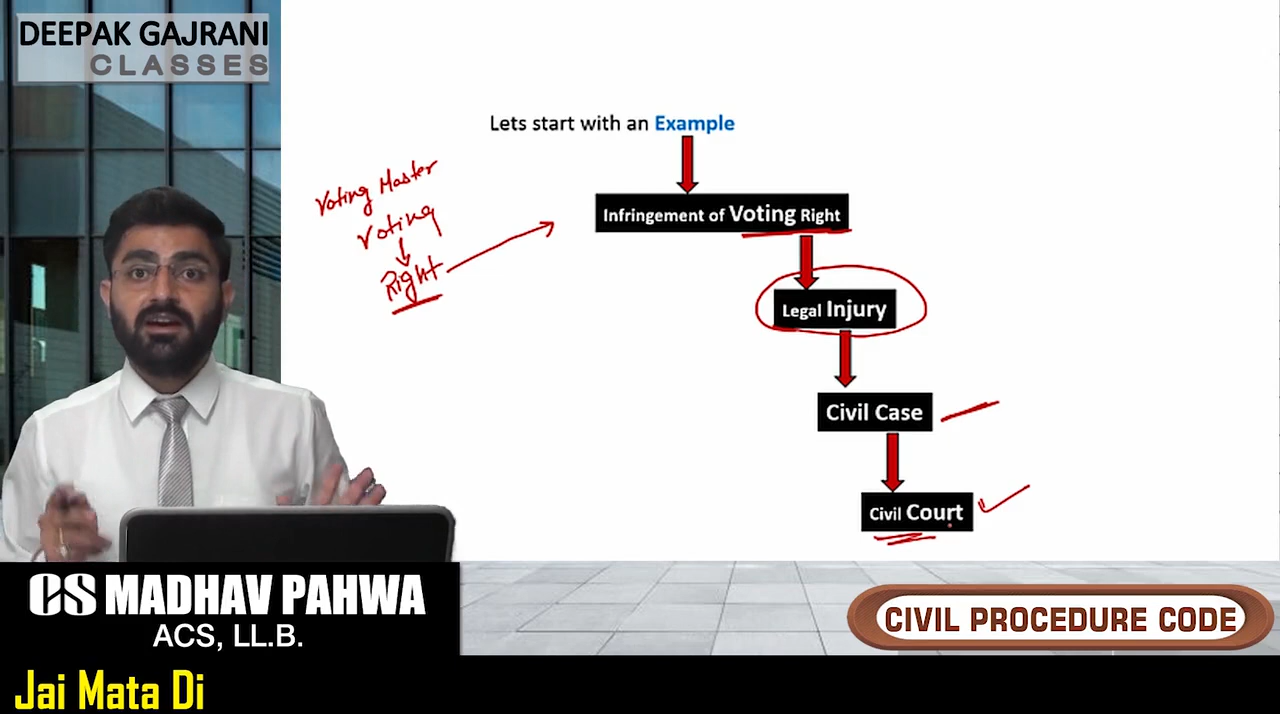 DEEPAK GAJRANI
CLASSES
Lets start with an Example
Voting Master
Voting
Right
Infringement of Voting Right
Legal Injury
Civil Case
Civil Court
CS MADHAV PAHWA
ACS, LL.B.
CIVIL PROCEDURE CODE
Jai Mata Di